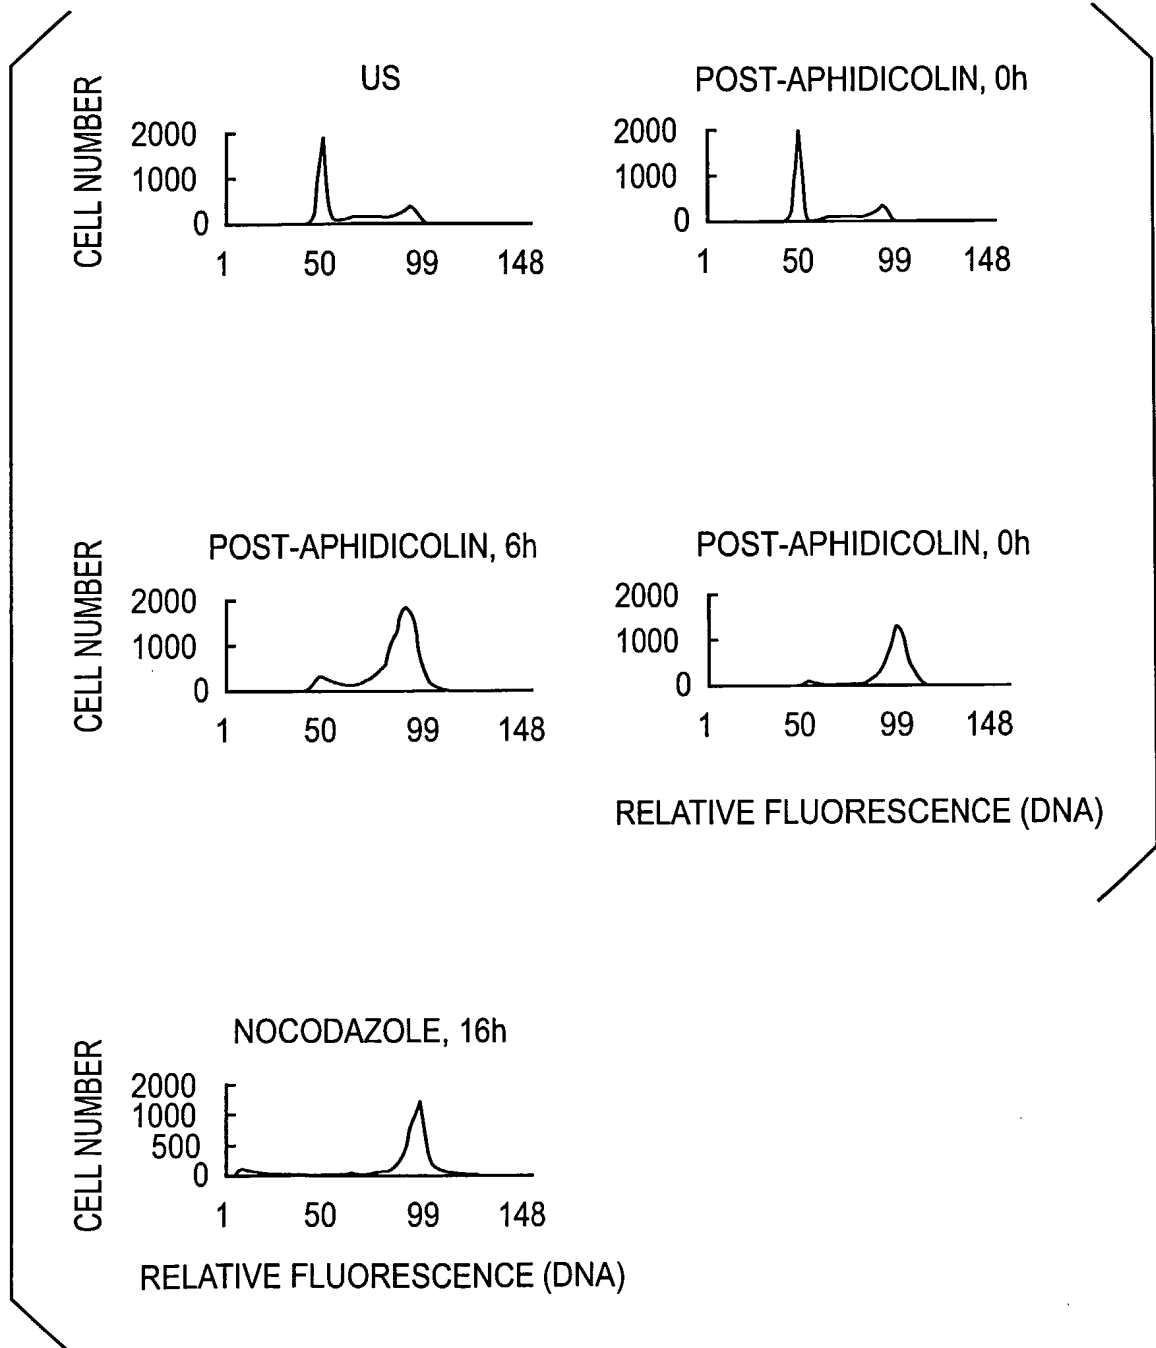 US
CELL NUMBER
2000
1000
0
1 50 99 148
POST-APHIDICOLIN, 0h
2000
1000
0
1 50 99 148
POST-APHIDICOLIN, 6h
CELL NUMBER
2000
1000
0
1 50 99 148
POST-APHIDICOLIN, 0h
2000
1000
0
1 50 99 148
RELATIVE FLUORESCENCE (DNA)
NOCODAZOLE, 16h
CELL NUMBER
2000
1000
500
0
1 50 99 148
RELATIVE FLUORESCENCE (DNA)